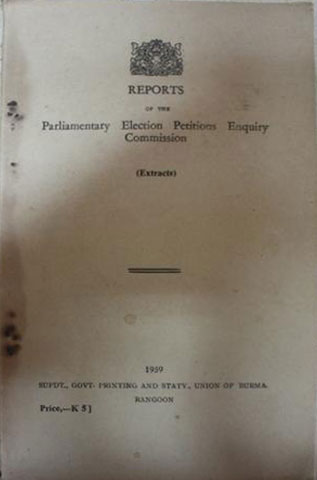 REPORTS
OF THE
Parliamentary Election Petitions Enquiry
Commission
(Extracts)
1959
SUPDT., GOVT. PRINTING AND STATY., UNION OF BURMA.
RANGOON
Price,—K 5]